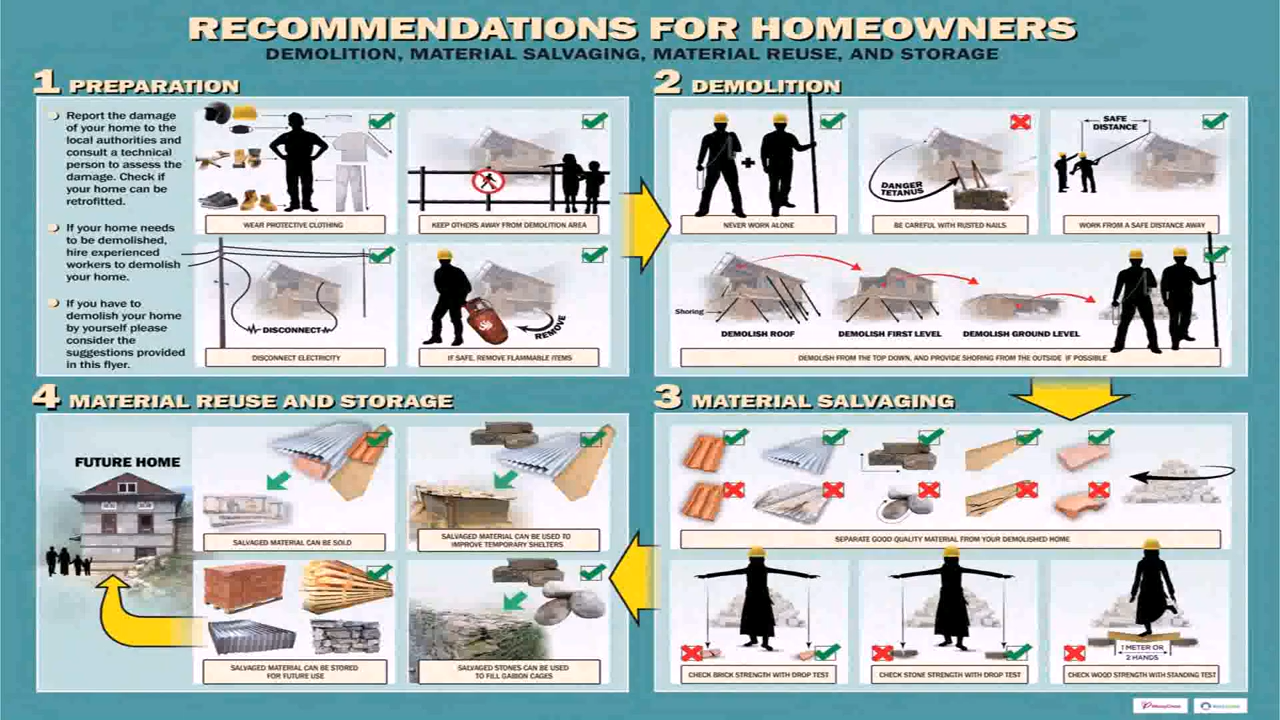 RECOMMENDATIONS FOR HOMEOWNERS
DEMOLITION, MATERIAL SALVAGING, MATERIAL REUSE, AND STORAGE
1 PREPARATION
Report the damage
of your home to the
local authorities and
consult a technical
person to assess the
damage. Check if
your home can be
retrofitted.
If your home needs
to be demolished,
hire experienced
workers to demolish
your home.
If you have to
demolish your home
by yourself please
consider the
suggestions provided
in this flyer.
WEAR PROTECTIVE CLOTHING
KEEP OTHERS AWAY FROM DEMOLITION AREA
DISCONNECT
DISCONNECT ELECTRICITY
REMOVE
IF SAFE, REMOVE FLAMMABLE ITEMS
2 DEMOLITION
NEVER WORK ALONE
DANGER
TETANUS
BE CAREFUL WITH RUSTED NAILS
SAFE
DISTANCE
WORK FROM A SAFE DISTANCE AWAY
Shoring
DEMOLISH ROOF
DEMOLISH FIRST LEVEL
DEMOLISH GROUND LEVEL
DEMOLISH FROM THE TOP DOWN, AND PROVIDE SHORING FROM THE OUTSIDE IF POSSIBLE
3 MATERIAL SALVAGING
SEPARATE GOOD QUALITY MATERIAL FROM YOUR DEMOLISHED HOME
CHECK BRICK STRENGTH WITH DROP TEST
CHECK STONE STRENGTH WITH DROP TEST
1 METER OR
2 HANDS
CHECK WOOD STRENGTH WITH STANDING TEST
4 MATERIAL REUSE AND STORAGE
FUTURE HOME
SALVAGED MATERIAL CAN BE SOLD
SALVAGED MATERIAL CAN BE USED TO
IMPROVE TEMPORARY SHELTERS
SALVAGED MATERIAL CAN BE STORED
FOR FUTURE USE
SALVAGED STONES CAN BE USED
TO FILL GABION CAGES